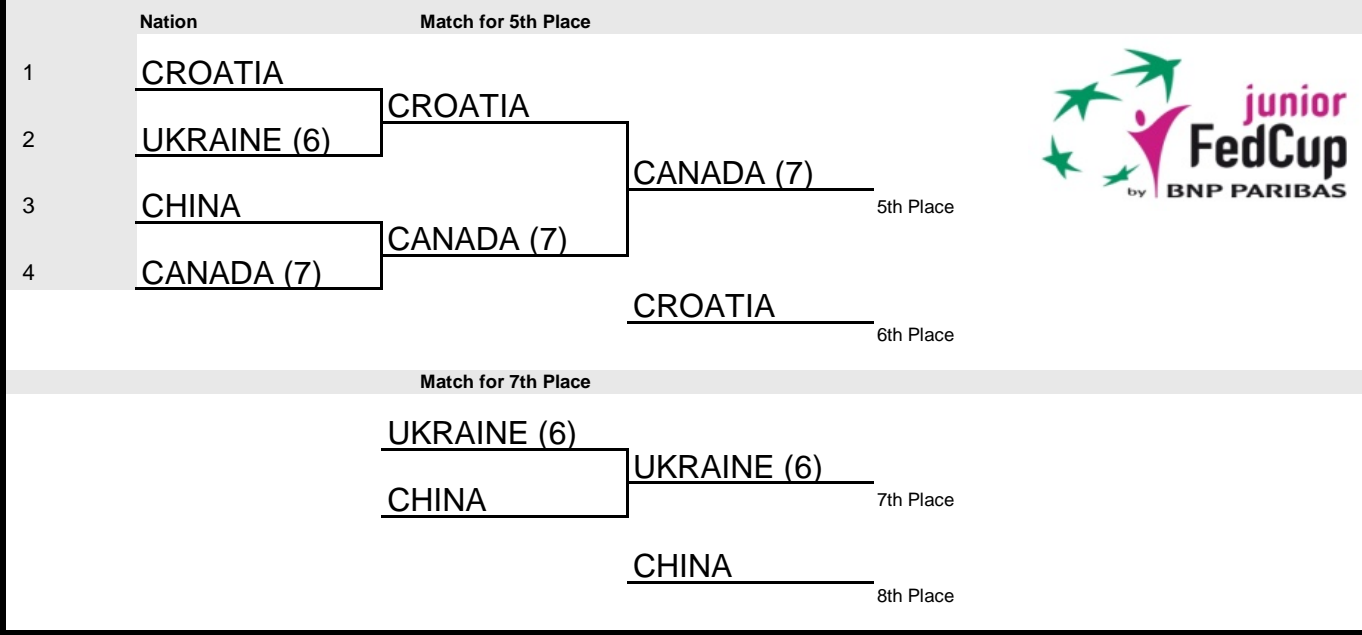 Nation Match for 5th Place
1 CROATIA
CROATIA
2 UKRAINE (6)
CANADA (7)
5th Place
3 CHINA
CANADA (7)
4 CANADA (7)
CROATIA
6th Place
junior
FedCup
by BNP PARIBAS
Match for 7th Place
UKRAINE (6)
UKRAINE (6)
7th Place
CHINA
CHINA
8th Place